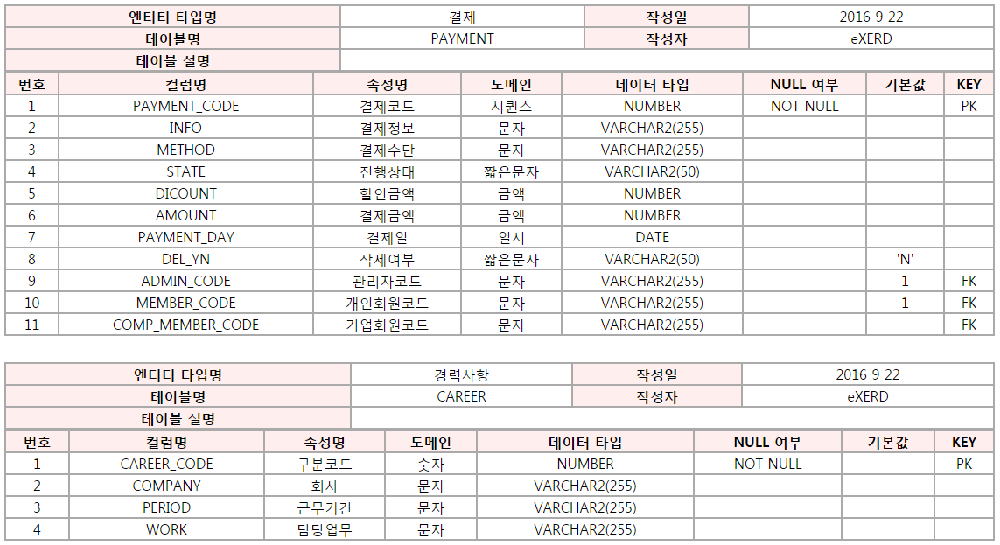 엔티티 타입명 결제 작성일 2016 9 22
테이블명 PAYMENT 작성자 eXERD
테이블 설명
번호 컬럼명 속성명 도메인 데이터 타입 NULL 여부 기본값 KEY
1 PAYMENT_CODE 결제코드 시퀀스 NUMBER NOT NULL PK
2 INFO 결제정보 문자 VARCHAR2(255)
3 METHOD 결제수단 문자 VARCHAR2(255)
4 STATE 진행상태 짧은문자 VARCHAR2(50)
5 DICOUNT 할인금액 금액 NUMBER
6 AMOUNT 결제금액 금액 NUMBER
7 PAYMENT_DAY 결제일 일시 DATE
8 DEL_YN 삭제여부 짧은문자 VARCHAR2(50) 'N'
9 ADMIN_CODE 관리자코드 문자 VARCHAR2(255) 1 FK
10 MEMBER_CODE 개인회원코드 문자 VARCHAR2(255) 1 FK
11 COMP_MEMBER_CODE 기업회원코드 문자 VARCHAR2(255) FK
엔티티 타입명 경력사항 작성일 2016 9 22
테이블명 CAREER 작성자 eXERD
테이블 설명
번호 컬럼명 속성명 도메인 데이터 타입 NULL 여부 기본값 KEY
1 CAREER_CODE 구분코드 숫자 NUMBER NOT NULL PK
2 COMPANY 회사 문자 VARCHAR2(255)
3 PERIOD 근무기간 문자 VARCHAR2(255)
4 WORK 담당업무 문자 VARCHAR2(255)